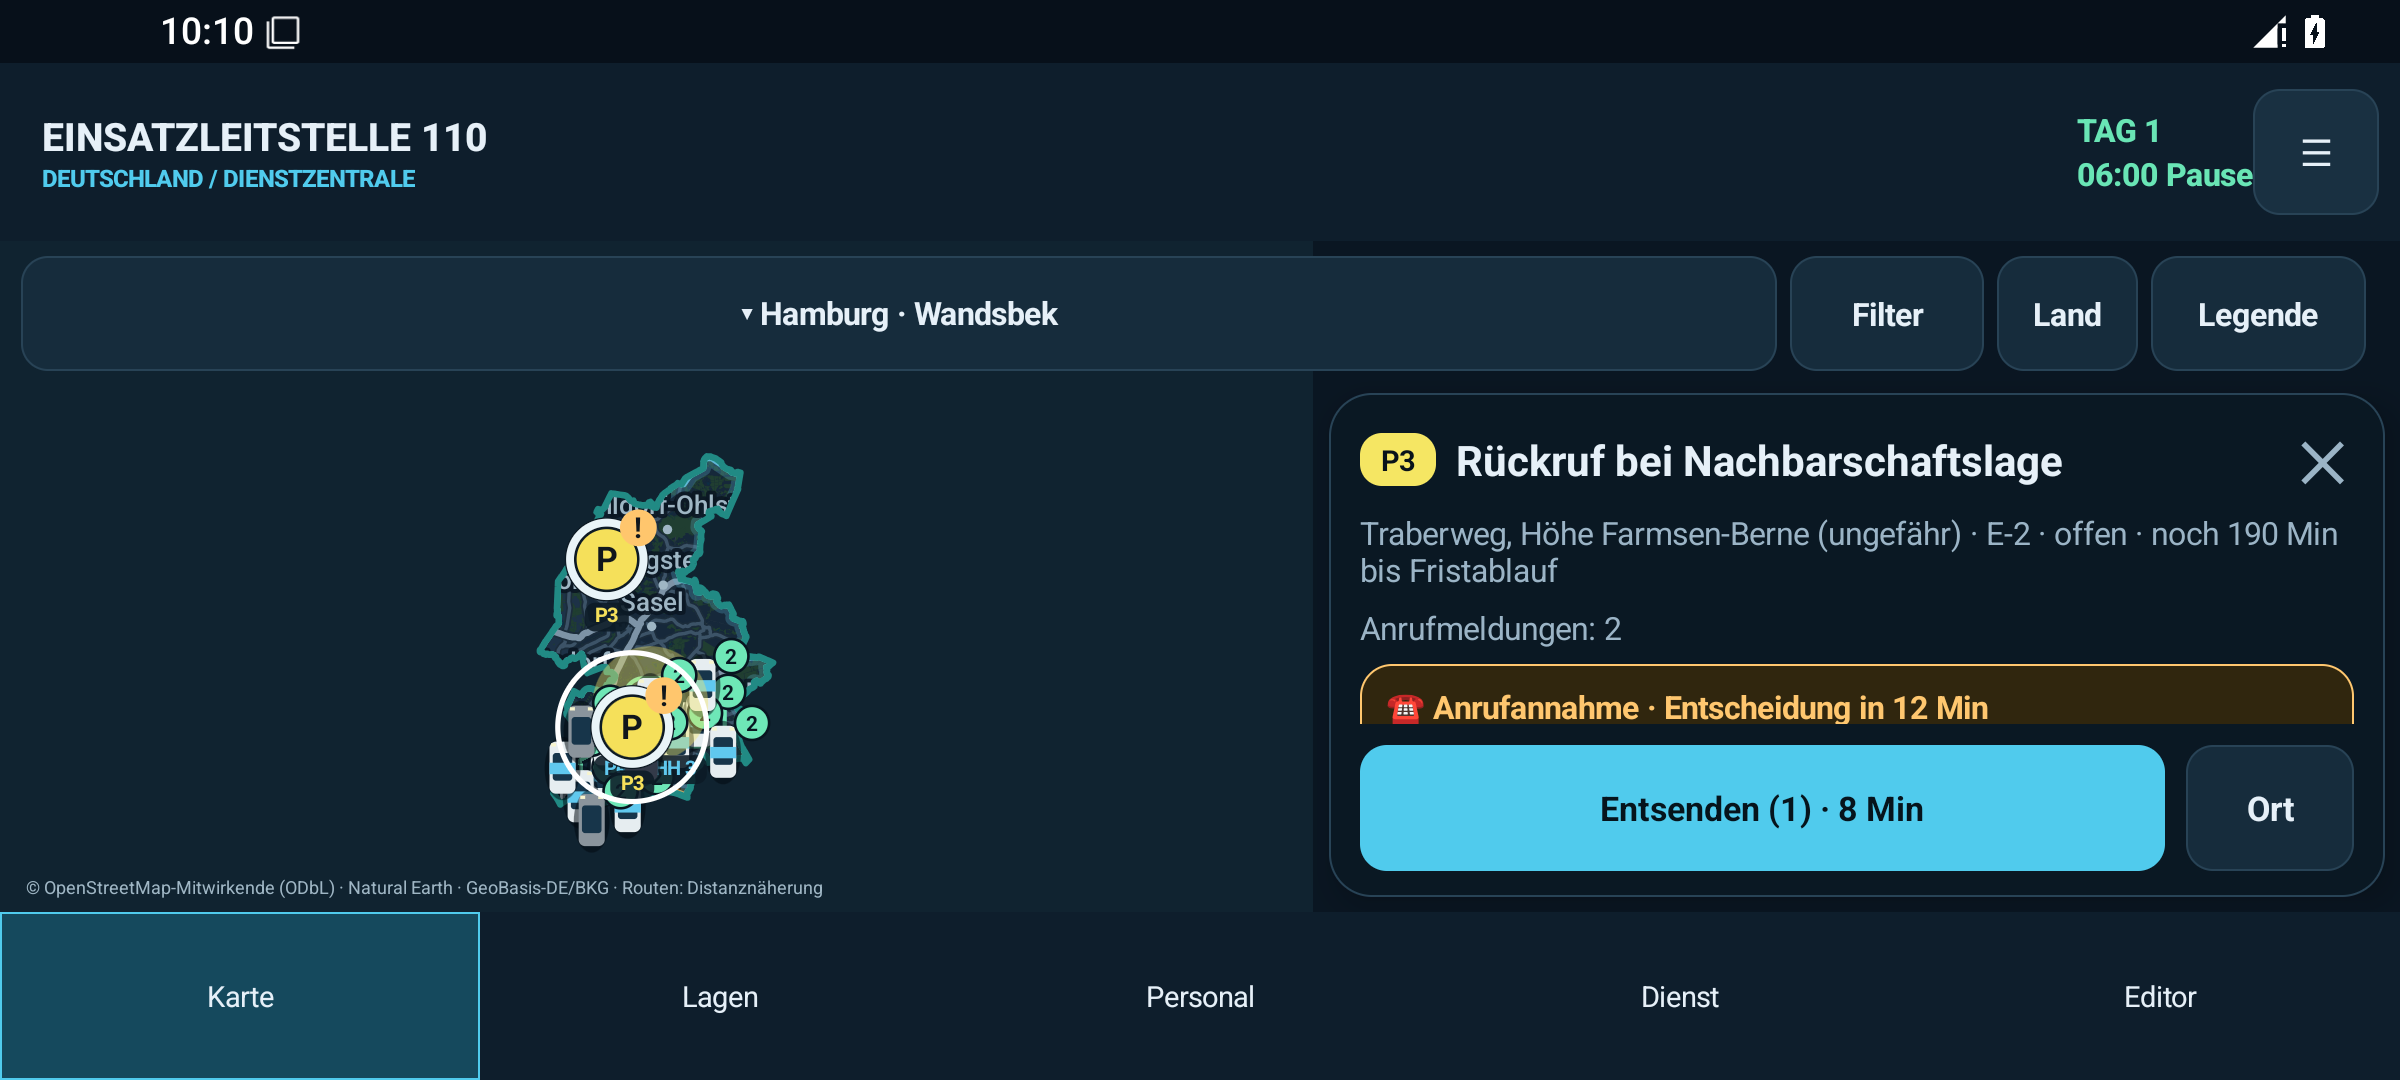 10:10
EINSATZLEITSTELLE 110
DEUTSCHLAND / DIENSTZENTRALE
TAG 1
06:00 Pause
▼ Hamburg · Wandsbek
Filter
Land
Legende
P3 Rückruf bei Nachbarschaftslage
Traberweg, Höhe Farmsen-Berne (ungefähr) · E-2 · offen · noch 190 Min
bis Fristablauf
Anrufmeldungen: 2
☎ Anrufannahme · Entscheidung in 12 Min
Entsenden (1) · 8 Min
Ort
!
P
P3
Sasel
2
2
2
2
!
P
P3
© OpenStreetMap-Mitwirkende (ODbL) · Natural Earth · GeoBasis-DE/BKG · Routen: Distanznäherung
Karte
Lagen
Personal
Dienst
Editor